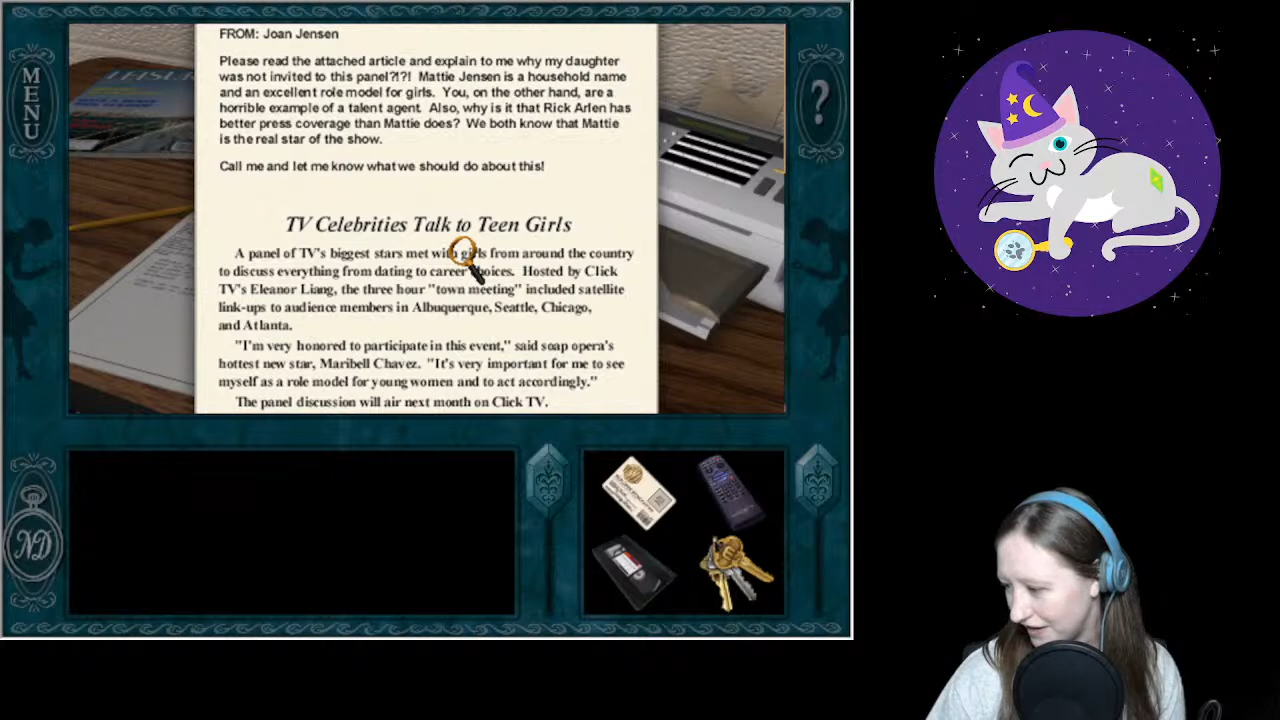 FROM: Joan Jensen
Please read the attached article and explain to me why my daughter
was not invited to this panel?!?! Mattie Jensen is a household name
and an excellent role model for girls. You, on the other hand, are a
horrible example of a talent agent. Also, why is it that Rick Arlen has
better press coverage than Mattie does? We both know that Mattie
is the real star of the show.
Call me and let me know what we should do about this!
TV Celebrities Talk to Teen Girls
A panel of TV's biggest stars met with girls from around the country
to discuss everything from dating to career choices. Hosted by Click
TV's Eleanor Liang, the three hour "town meeting" included satellite
link-ups to audience members in Albuquerque, Seattle, Chicago,
and Atlanta.
"I'm very honored to participate in this event," said soap opera's
hottest new star, Maribell Chavez. "It's very important for me to see
myself as a role model for young women and to act accordingly."
The panel discussion will air next month on Click TV.
MENU
?
ND